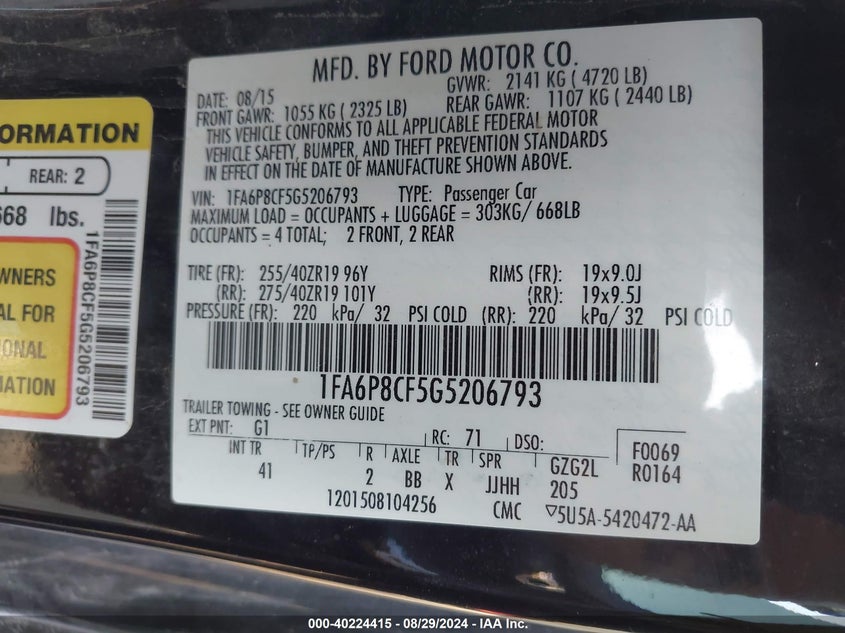 ORMATION
REAR: 2
668 lbs.
WNERS
AL FOR
IONAL
MATION
1FA6P8CF5G5206793
MFD. BY FORD MOTOR CO.
DATE: 08/15 GVWR: 2141 KG ( 4720 LB)
FRONT GAWR: 1055 KG ( 2325 LB) REAR GAWR: 1107 KG ( 2440 LB)
THIS VEHICLE CONFORMS TO ALL APPLICABLE FEDERAL MOTOR
VEHICLE SAFETY, BUMPER, AND THEFT PREVENTION STANDARDS
IN EFFECT ON THE DATE OF MANUFACTURE SHOWN ABOVE.
VIN: 1FA6P8CF5G5206793 TYPE: Passenger Car
MAXIMUM LOAD = OCCUPANTS + LUGGAGE = 303KG/ 668LB
OCCUPANTS = 4 TOTAL; 2 FRONT, 2 REAR
TIRE (FR): 255/40ZR19 96Y RIMS (FR): 19x9.0J
(RR): 275/40ZR19 101Y (RR): 19x9.5J
PRESSURE (FR): 220 kPa/ 32 PSI COLD (RR): 220 kPa/ 32 PSI COLD
1FA6P8CF5G5206793
TRAILER TOWING - SEE OWNER GUIDE
EXT PNT: G1 RC: 71 DSO: F0069
INT TR TP/PS R AXLE TR SPR GZG2L R0164
41 2 BB X JJHH 205
1201508104256 CMC ▽5U5A-5420472-AA
000-40224415 - 08/29/2024 - IAA Inc.